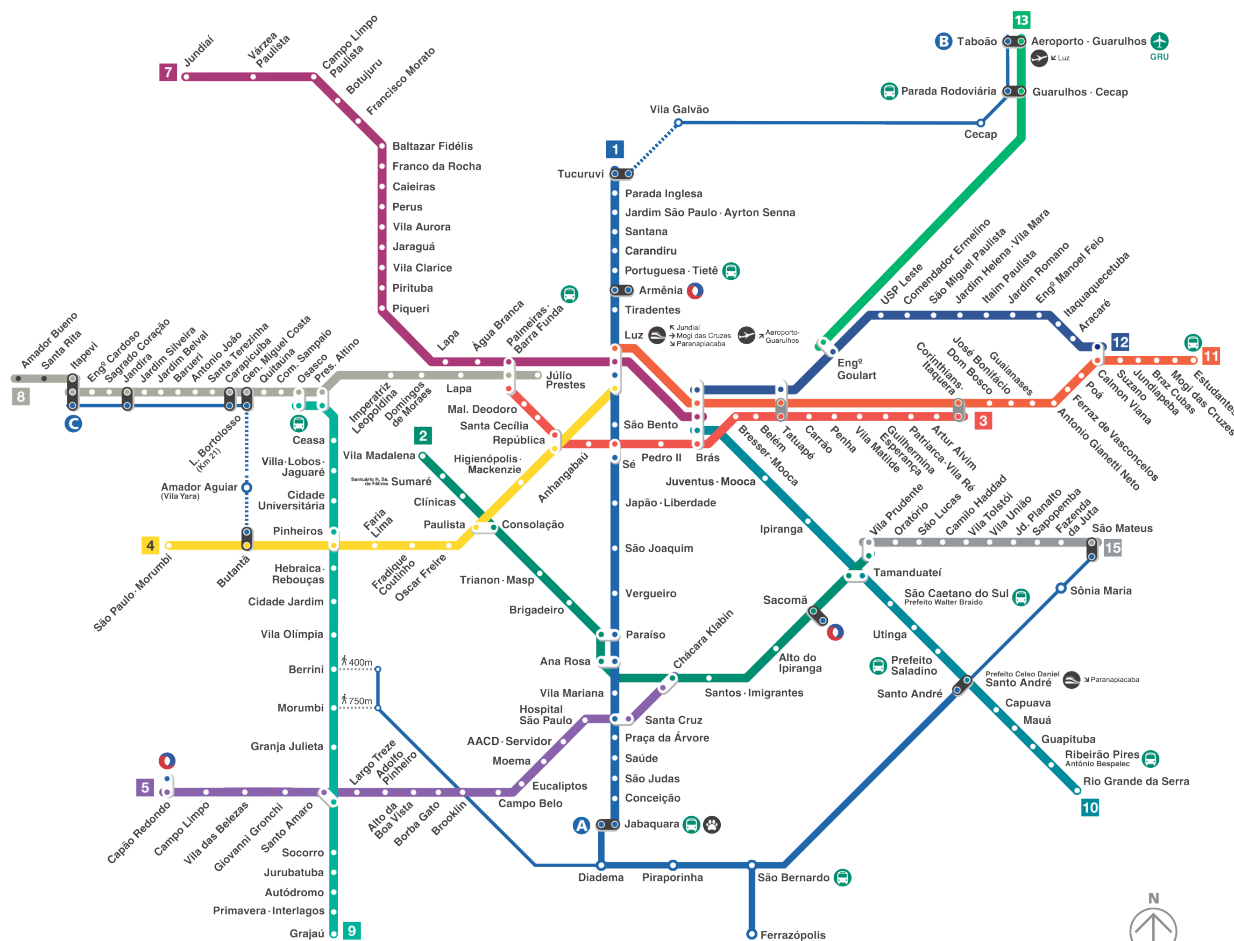 13
B
Taboão
Aeroporto · Guarulhos
↖ Luz
GRU
Parada Rodoviária
Guarulhos · Cecap
Vila Galvão
Cecap
7
Jundiaí
Várzea
Paulista
Campo Limpo
Paulista
Botujuru
Francisco Morato
Baltazar Fidélis
Franco da Rocha
Caieiras
Perus
Vila Aurora
Jaraguá
Vila Clarice
Pirituba
Piqueri
Lapa
Água Branca
Palmeiras-
Barra Funda
1
Tucuruvi
Parada Inglesa
Jardim São Paulo · Ayrton Senna
Santana
Carandiru
Portuguesa · Tietê
Armênia
Tiradentes
Luz
↖ Jundiaí
→ Mogi das Cruzes
↘ Paranapiacaba
↗ Aeroporto-
Guarulhos
USP Leste
Comendador Ermelino
São Miguel Paulista
Jardim Helena · Vila Mara
Itaim Paulista
Jardim Romano
Engº Manoel Feio
Itaquaquecetuba
Aracaré
12
11
Engº
Goulart
Calmon Viana
Suzano
Jundiapeba
Braz Cubas
Mogi das Cruzes
Estudantes
Poá
Ferraz de Vasconcelos
Antonio Gianetti Neto
Guaianases
José Bonifácio
Dom Bosco
Corinthians-
Itaquera
3
Artur Alvim
Patriarca · Vila Ré
Guilhermina
Esperança
Vila Matilde
Penha
Carrão
Tatuapé
Belém
Bresser · Mooca
Brás
Pedro II
Sé
Anhangabaú
República
Santa Cecília
Mal. Deodoro
8
Amador Bueno
Santa Rita
Itapevi
Engº Cardoso
Sagrado Coração
Jandira
Jardim Silveira
Jardim Belval
Barueri
Antonio João
Santa Terezinha
Carapicuíba
Gen. Miguel Costa
Quitaúna
Com. Sampaio
Osasco
Pres. Altino
Imperatriz
Leopoldina
Domingos
de Moraes
Lapa
Júlio
Prestes
C
L. Bortolosso
(Km 21)
Amador Aguiar
(Vila Yara)
Butantã
Ceasa
Villa · Lobos ·
Jaguaré
Cidade
Universitária
Pinheiros
Hebraica ·
Rebouças
Cidade Jardim
Vila Olímpia
Berrini
400m
Morumbi
750m
Granja Julieta
Santo Amaro
Socorro
Jurubatuba
Autódromo
Primavera · Interlagos
Grajaú
9
2
Vila Madalena
Santuário N. Sa.
de Fátima
Sumaré
Clínicas
Consolação
Trianon · Masp
Brigadeiro
Paraíso
Ana Rosa
Chácara Klabin
Santos · Imigrantes
Alto do
Ipiranga
Sacomã
Tamanduateí
Vila Prudente
4
São Paulo · Morumbi
Faria
Lima
Fradique
Coutinho
Oscar Freire
Paulista
Higienópolis ·
Mackenzie
São Bento
Japão · Liberdade
São Joaquim
Vergueiro
Vila Mariana
Santa Cruz
Praça da Árvore
Saúde
São Judas
Conceição
A
Jabaquara
Diadema
Piraporinha
São Bernardo
Ferrazópolis
5
Capão Redondo
Campo Limpo
Vila das Belezas
Giovanni Gronchi
Largo Treze
Adolfo
Pinheiro
Alto da
Boa Vista
Borba Gato
Brooklin
Campo Belo
Eucaliptos
Moema
AACD · Servidor
Hospital
São Paulo
Oratório
São Lucas
Camilo Haddad
Vila Tolstói
Vila União
Jd. Planalto
Sapopemba
Fazenda
da Juta
São Mateus
15
Sônia Maria
Juventus · Mooca
Ipiranga
São Caetano do Sul
Prefeito Walter Braido
Utinga
Prefeito
Saladino
Santo André
Prefeito Celso Daniel
Santo André
↘ Paranapiacaba
Capuava
Mauá
Guapituba
Ribeirão Pires
Antônio Bespalec
Rio Grande da Serra
10
N